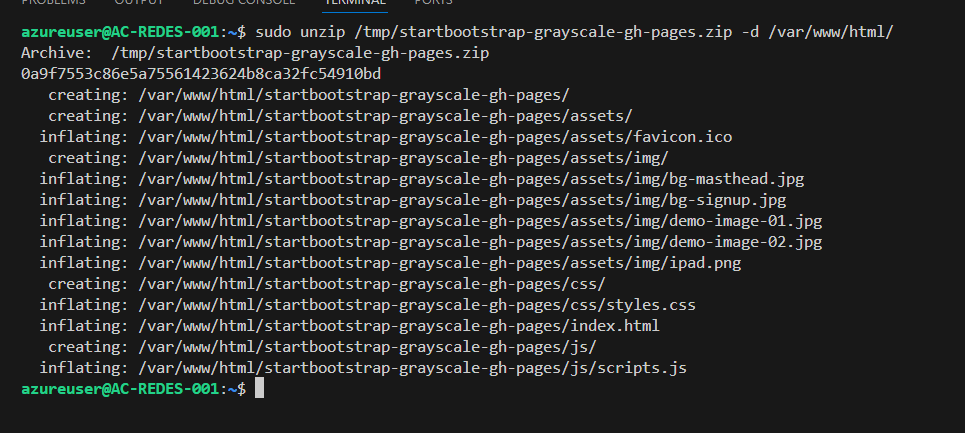 PROBLEMS OUTPUT DEBUG CONSOLE TERMINAL PORTS
azureuser@AC-REDES-001:~$ sudo unzip /tmp/startbootstrap-grayscale-gh-pages.zip -d /var/www/html/
Archive:  /tmp/startbootstrap-grayscale-gh-pages.zip
0a9f7553c86e5a75561423624b8ca32fc54910bd
   creating: /var/www/html/startbootstrap-grayscale-gh-pages/
   creating: /var/www/html/startbootstrap-grayscale-gh-pages/assets/
  inflating: /var/www/html/startbootstrap-grayscale-gh-pages/assets/favicon.ico
   creating: /var/www/html/startbootstrap-grayscale-gh-pages/assets/img/
  inflating: /var/www/html/startbootstrap-grayscale-gh-pages/assets/img/bg-masthead.jpg
  inflating: /var/www/html/startbootstrap-grayscale-gh-pages/assets/img/bg-signup.jpg
  inflating: /var/www/html/startbootstrap-grayscale-gh-pages/assets/img/demo-image-01.jpg
  inflating: /var/www/html/startbootstrap-grayscale-gh-pages/assets/img/demo-image-02.jpg
  inflating: /var/www/html/startbootstrap-grayscale-gh-pages/assets/img/ipad.png
   creating: /var/www/html/startbootstrap-grayscale-gh-pages/css/
  inflating: /var/www/html/startbootstrap-grayscale-gh-pages/css/styles.css
  inflating: /var/www/html/startbootstrap-grayscale-gh-pages/index.html
   creating: /var/www/html/startbootstrap-grayscale-gh-pages/js/
  inflating: /var/www/html/startbootstrap-grayscale-gh-pages/js/scripts.js
azureuser@AC-REDES-001:~$